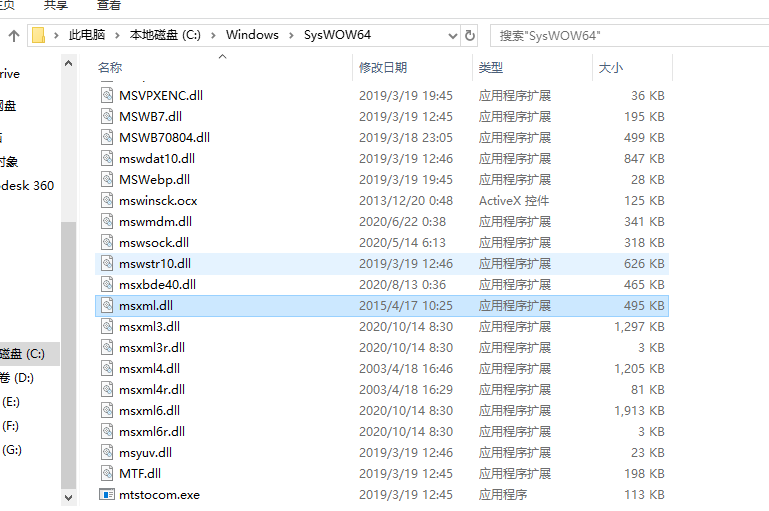 主页 共享 查看
此电脑 > 本地磁盘 (C:) > Windows > SysWOW64
搜索"SysWOW64"
名称 修改日期 类型 大小
MSVPXENC.dll 2019/3/19 19:45 应用程序扩展 36 KB
MSWB7.dll 2019/3/19 12:45 应用程序扩展 195 KB
MSWB70804.dll 2019/3/18 23:05 应用程序扩展 499 KB
mswdat10.dll 2019/3/19 12:46 应用程序扩展 847 KB
MSWebp.dll 2019/3/19 19:45 应用程序扩展 28 KB
mswinsck.ocx 2013/12/20 0:48 ActiveX 控件 125 KB
mswmdm.dll 2020/6/22 0:38 应用程序扩展 341 KB
mswsock.dll 2020/5/14 6:13 应用程序扩展 318 KB
mswstr10.dll 2019/3/19 12:46 应用程序扩展 626 KB
msxbde40.dll 2020/8/13 0:36 应用程序扩展 465 KB
msxml.dll 2015/4/17 10:25 应用程序扩展 495 KB
msxml3.dll 2020/10/14 8:30 应用程序扩展 1,297 KB
msxml3r.dll 2020/10/14 8:30 应用程序扩展 3 KB
msxml4.dll 2003/4/18 16:46 应用程序扩展 1,205 KB
msxml4r.dll 2003/4/18 16:29 应用程序扩展 81 KB
msxml6.dll 2020/10/14 8:30 应用程序扩展 1,913 KB
msxml6r.dll 2020/10/14 8:30 应用程序扩展 3 KB
msyuv.dll 2019/3/19 12:46 应用程序扩展 23 KB
MTF.dll 2019/3/19 12:45 应用程序扩展 198 KB
mtstocom.exe 2019/3/19 12:45 应用程序 113 KB
rive
网盘
对象
desk 360
磁盘 (C:)
卷 (D:)
(E:)
(F:)
(G:)